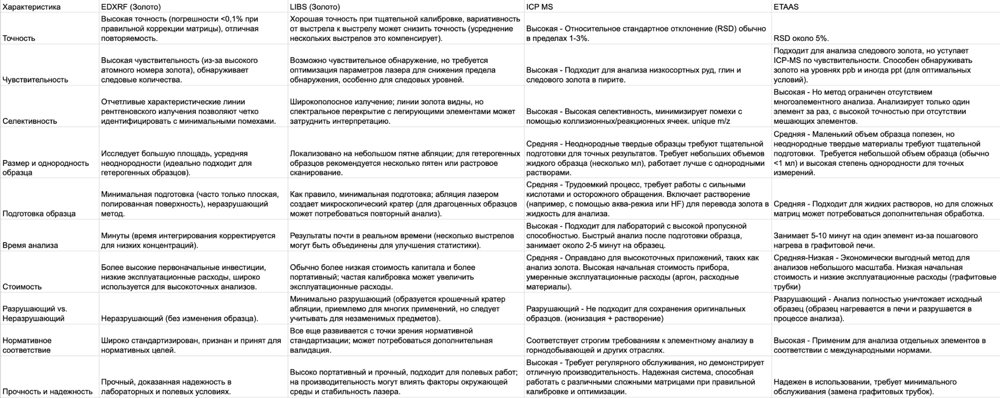 Характеристика
EDXRF (Золото)
LIBS (Золото)
ICP MS
ETAAS
Точность
Высокая точность (погрешности <0,1% при
правильной коррекции матрицы), отличная
повторяемость.
Хорошая точность при тщательной калибровке, вариативность
от выстрела к выстрелу может снизить точность (усреднение
нескольких выстрелов это компенсирует).
Высокая - Относительное стандартное отклонение (RSD) обычно
в пределах 1-3%.
RSD около 5%.
Чувствительность
Высокая чувствительность (из-за высокого
атомного номера золота), обнаруживает
следовые количества.
Возможно чувствительное обнаружение, но требуется
оптимизация параметров лазера для снижения предела
обнаружения, особенно для следовых уровней.
Высокая - Подходит для анализа низкосортных руд, глин и
следового золота в пирите.
Подходит для анализа следового золота, но уступает
ICP-MS по чувствительности. Способен обнаруживать
золото на уровнях ppb и иногда ppt (для оптимальных
условий).
Селективность
Отчетливые характеристические линии
рентгеновского излучения позволяют четко
идентифицировать с минимальными помехами.
Широкополосное излучение; линии золота видны, но
спектральное перекрытие с легирующими элементами может
затруднить интерпретацию.
Высокая - Высокая селективность, минимизирует помехи с
помощью коллизионных/реакционных ячеек. unique m/z
Высокая - Но метод ограничен отсутствием
многоэлементного анализа. Анализирует только один
элемент за раз, с высокой точностью при отсутствии
мешающих элементов.
Размер и однородность
образца
Исследует большую площадь, усредняя
неоднородности (идеально подходит для
гетерогенных образцов).
Локализовано на небольшом пятне абляции; для гетерогенных
образцов рекомендуется несколько пятен или растровое
сканирование.
Средняя - Неоднородные твердые образцы требуют тщательной
подготовки для точных результатов. Требует небольших объемов
жидкого образца (несколько мл), работает лучше с однородными
растворами.
Средняя - Маленький объем образца полезен, но
неоднородные твердые материалы требуют тщательной
подготовки.  Требуется небольшой объем образца (обычно
<1 мл) и высокая степень однородности для точных
измерений.
Подготовка образца
Минимальная подготовка (часто только плоская,
полированная поверхность), неразрушающий
метод.
Как правило, минимальная подготовка; абляция лазером
создает микроскопический кратер (для драгоценных образцов
может потребоваться повторный анализ).
Средняя - Трудоемкий процесс, требует работы с сильными
кислотами и осторожного обращения. Включает растворение
(например, с помощью аква-режиа или HF) для перевода золота в
жидкость для анализа.
Средняя - Подходит для жидких растворов, но для сложных
матриц может потребоваться дополнительная обработка.
Время анализа
Минуты (время интегрирования корректируется
для низких концентраций).
Результаты почти в реальном времени (несколько выстрелов
могут быть объединены для улучшения статистики).
Высокая - Подходит для лабораторий с высокой пропускной
способностью. Быстрый анализ после подготовки образца,
занимает около 2-5 минут на образец.
Занимает 5-10 минут на один элемент из-за пошагового
нагрева в графитовой печи.
Стоимость
Более высокие первоначальные инвестиции,
низкие эксплуатационные расходы, широко
используется для высокоточных анализов.
Обычно более низкая стоимость капитала и более
портативный; частая калибровка может увеличить
эксплуатационные расходы.
Средняя - Оправдано для высокоточных приложений, таких как
анализ золота. Высокая начальная стоимость прибора,
умеренные эксплуатационные расходы (аргон, расходные
материалы).
Средняя-Низкая - Экономически выгодный метод для
анализов небольшого масштаба. Низкая начальная
стоимость и низкие эксплуатационные расходы (графитовые
трубки)
Разрушающий vs.
Неразрушающий
Неразрушающий (без изменения образца).
Минимально разрушающий (образуется крошечный кратер
абляции, приемлемо для многих применений, но следует
учитывать для незаменимых предметов).
Разрушающий - Не подходит для сохранения оригинальных
образцов. (ионизация + растворение)
Разрушающий - Анализ полностью уничтожает исходный
образец (образец нагревается в печи и разрушается в
процессе анализа).
Нормативное
соответствие
Широко стандартизирован, признан и принят для
нормативных целей.
Все еще развивается с точки зрения нормативной
стандартизации; может потребоваться дополнительная
валидация.
Соответствует строгим требованиям к элементному анализу в
горнодобывающей и других отраслях.
Высокая - Применим для анализа отдельных элементов в
соответствии с международными нормами.
Прочность и надежность
Прочный, доказанная надежность в
лабораторных и полевых условиях.
Высоко портативный и прочный, подходит для полевых работ;
на производительность могут влиять факторы окружающей
среды и стабильность лазера.
Высокая - Требует регулярного обслуживания, но демонстрирует
отличную производительность. Надежная система, способная
работать с различными сложными матрицами при правильной
калибровке и оптимизации.
Надежен в использовании, требует минимального
обслуживания (замена графитовых трубок).